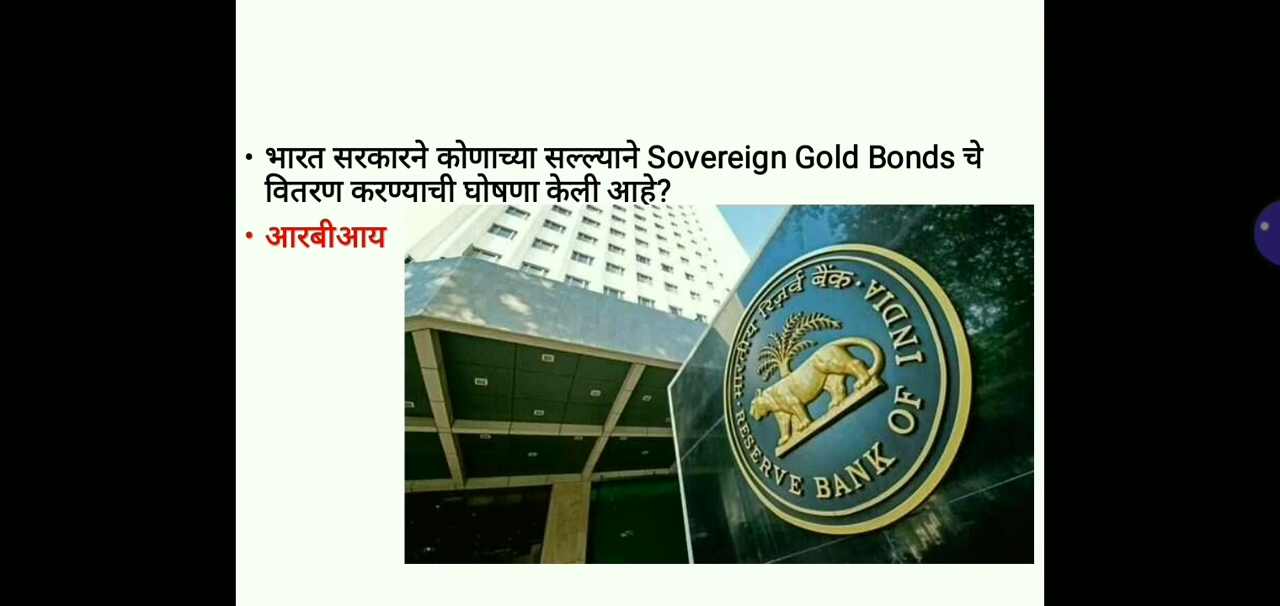 • भारत सरकारने कोणाच्या सल्ल्याने Sovereign Gold Bonds चे
वितरण करण्याची घोषणा केली आहे?
• आरबीआय
भारतीय रिज़र्व बैंक · INDIA
RESERVE BANK OF